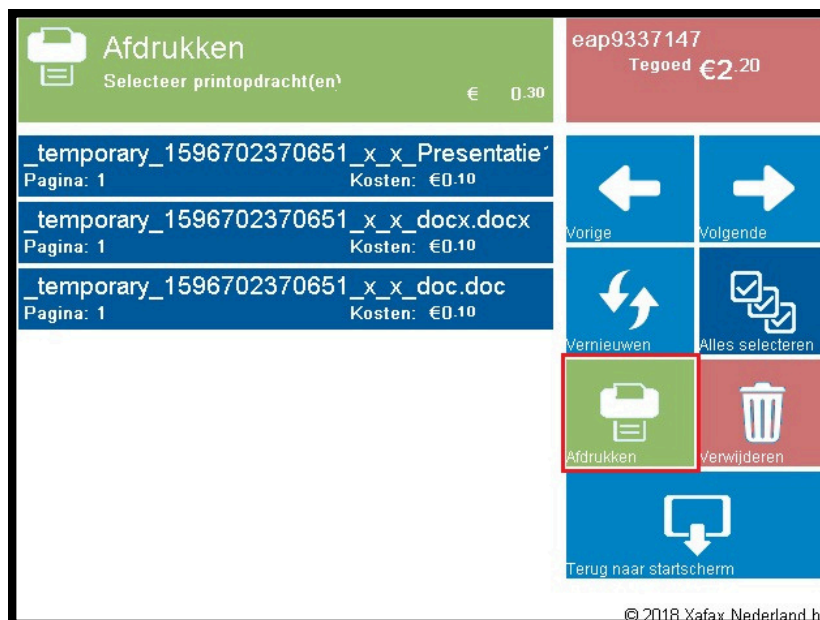 Afdrukken
Selecteer printopdracht(en)
€ 0.30
eap9337147
Tegoed €2.20
_temporary_1596702370651_x_x_Presentatie
Pagina: 1 Kosten: €0.10
_temporary_1596702370651_x_x_docx.docx
Pagina: 1 Kosten: €0.10
_temporary_1596702370651_x_x_doc.doc
Pagina: 1 Kosten: €0.10
Vorige
Volgende
Vernieuwen
Alles selecteren
Afdrukken
Verwijderen
Terug naar startscherm
© 2018 Xafax Nederland b